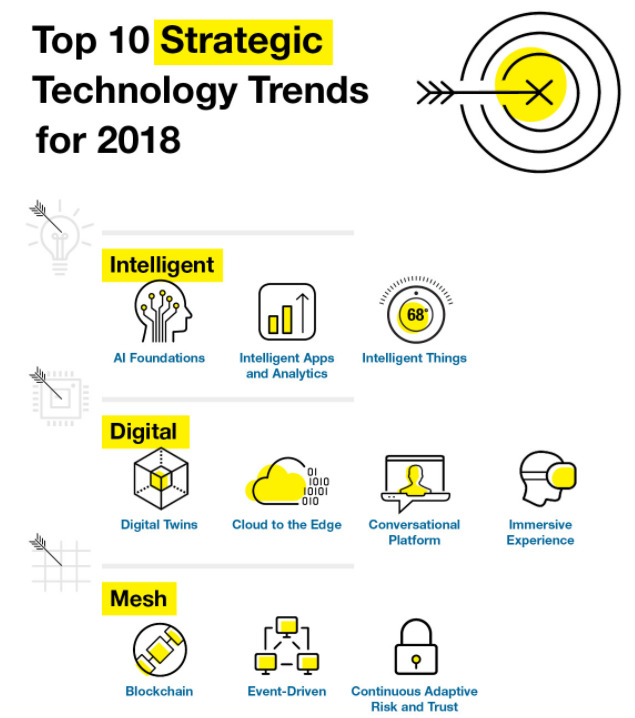 Top 10 Strategic
Technology Trends
for 2018
Intelligent
68°
AI Foundations
Intelligent Apps
and Analytics
Intelligent Things
Digital
01
1010
10101
010
Digital Twins
Cloud to the Edge
Conversational
Platform
Immersive
Experience
Mesh
Blockchain
Event-Driven
Continuous Adaptive
Risk and Trust